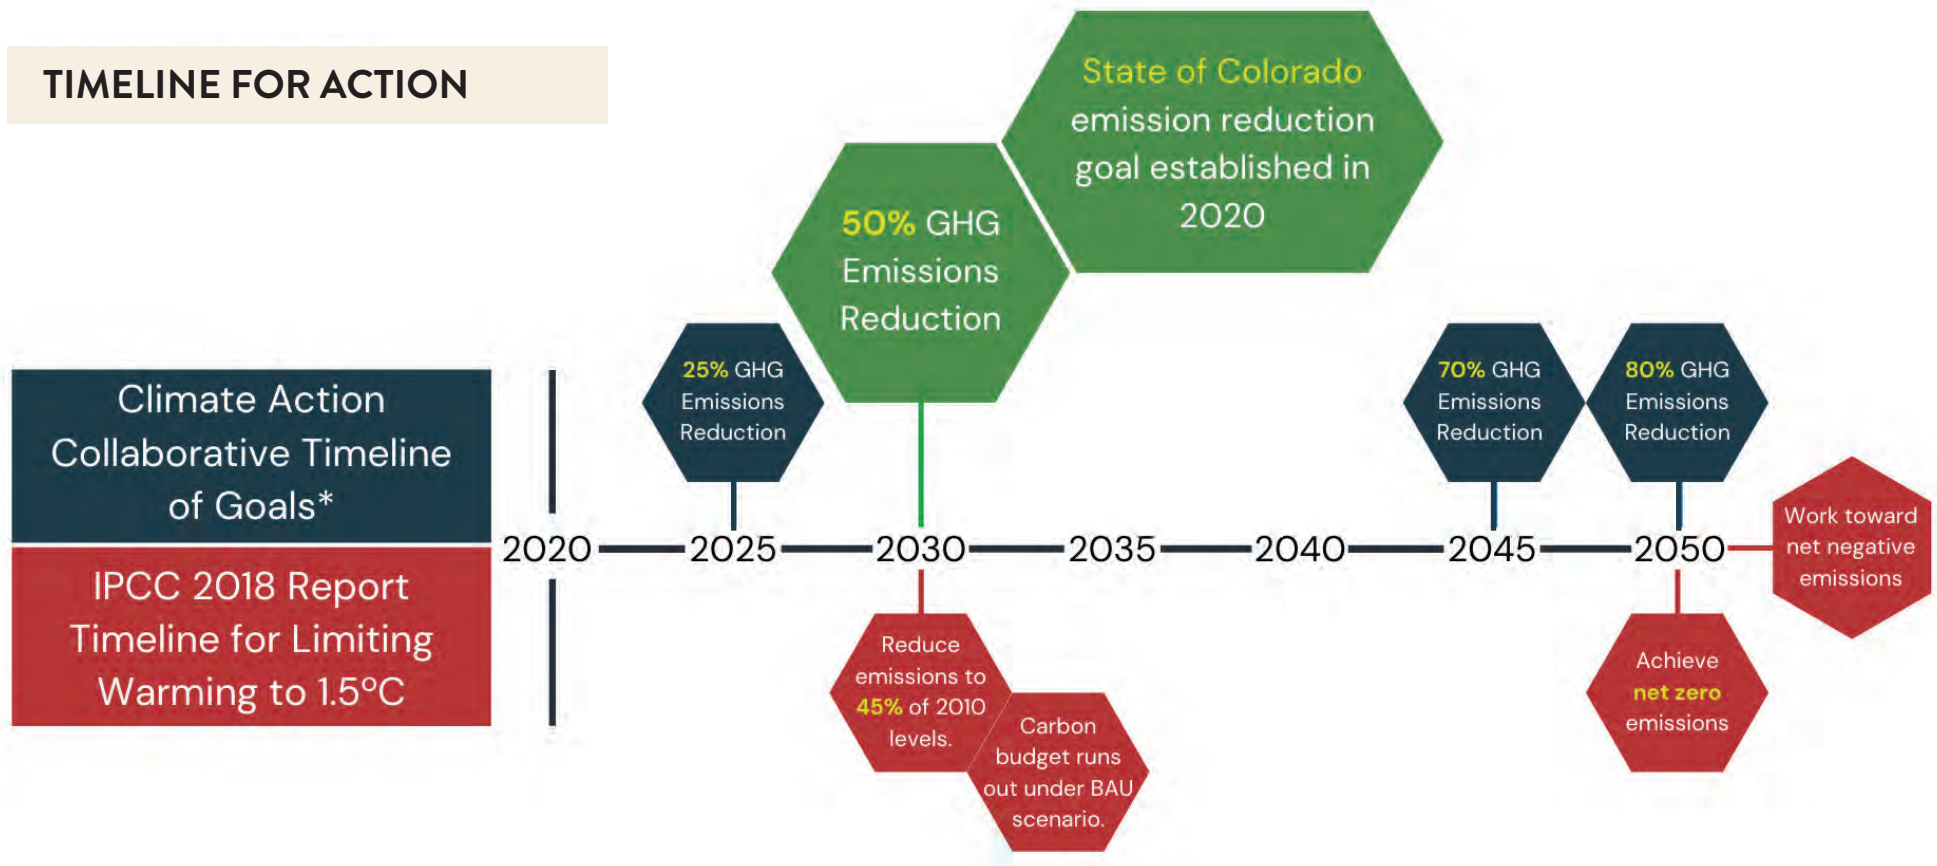 TIMELINE FOR ACTION
State of Colorado
emission reduction
goal established in
2020
50% GHG
Emissions
Reduction
25% GHG
Emissions
Reduction
70% GHG
Emissions
Reduction
80% GHG
Emissions
Reduction
Climate Action
Collaborative Timeline
of Goals*
IPCC 2018 Report
Timeline for Limiting
Warming to 1.5ºC
2020 2025 2030 2035 2040 2045 2050
Work toward
net negative
emissions
Reduce
emissions to
45% of 2010
levels.
Carbon
budget runs
out under BAU
scenario.
Achieve
net zero
emissions